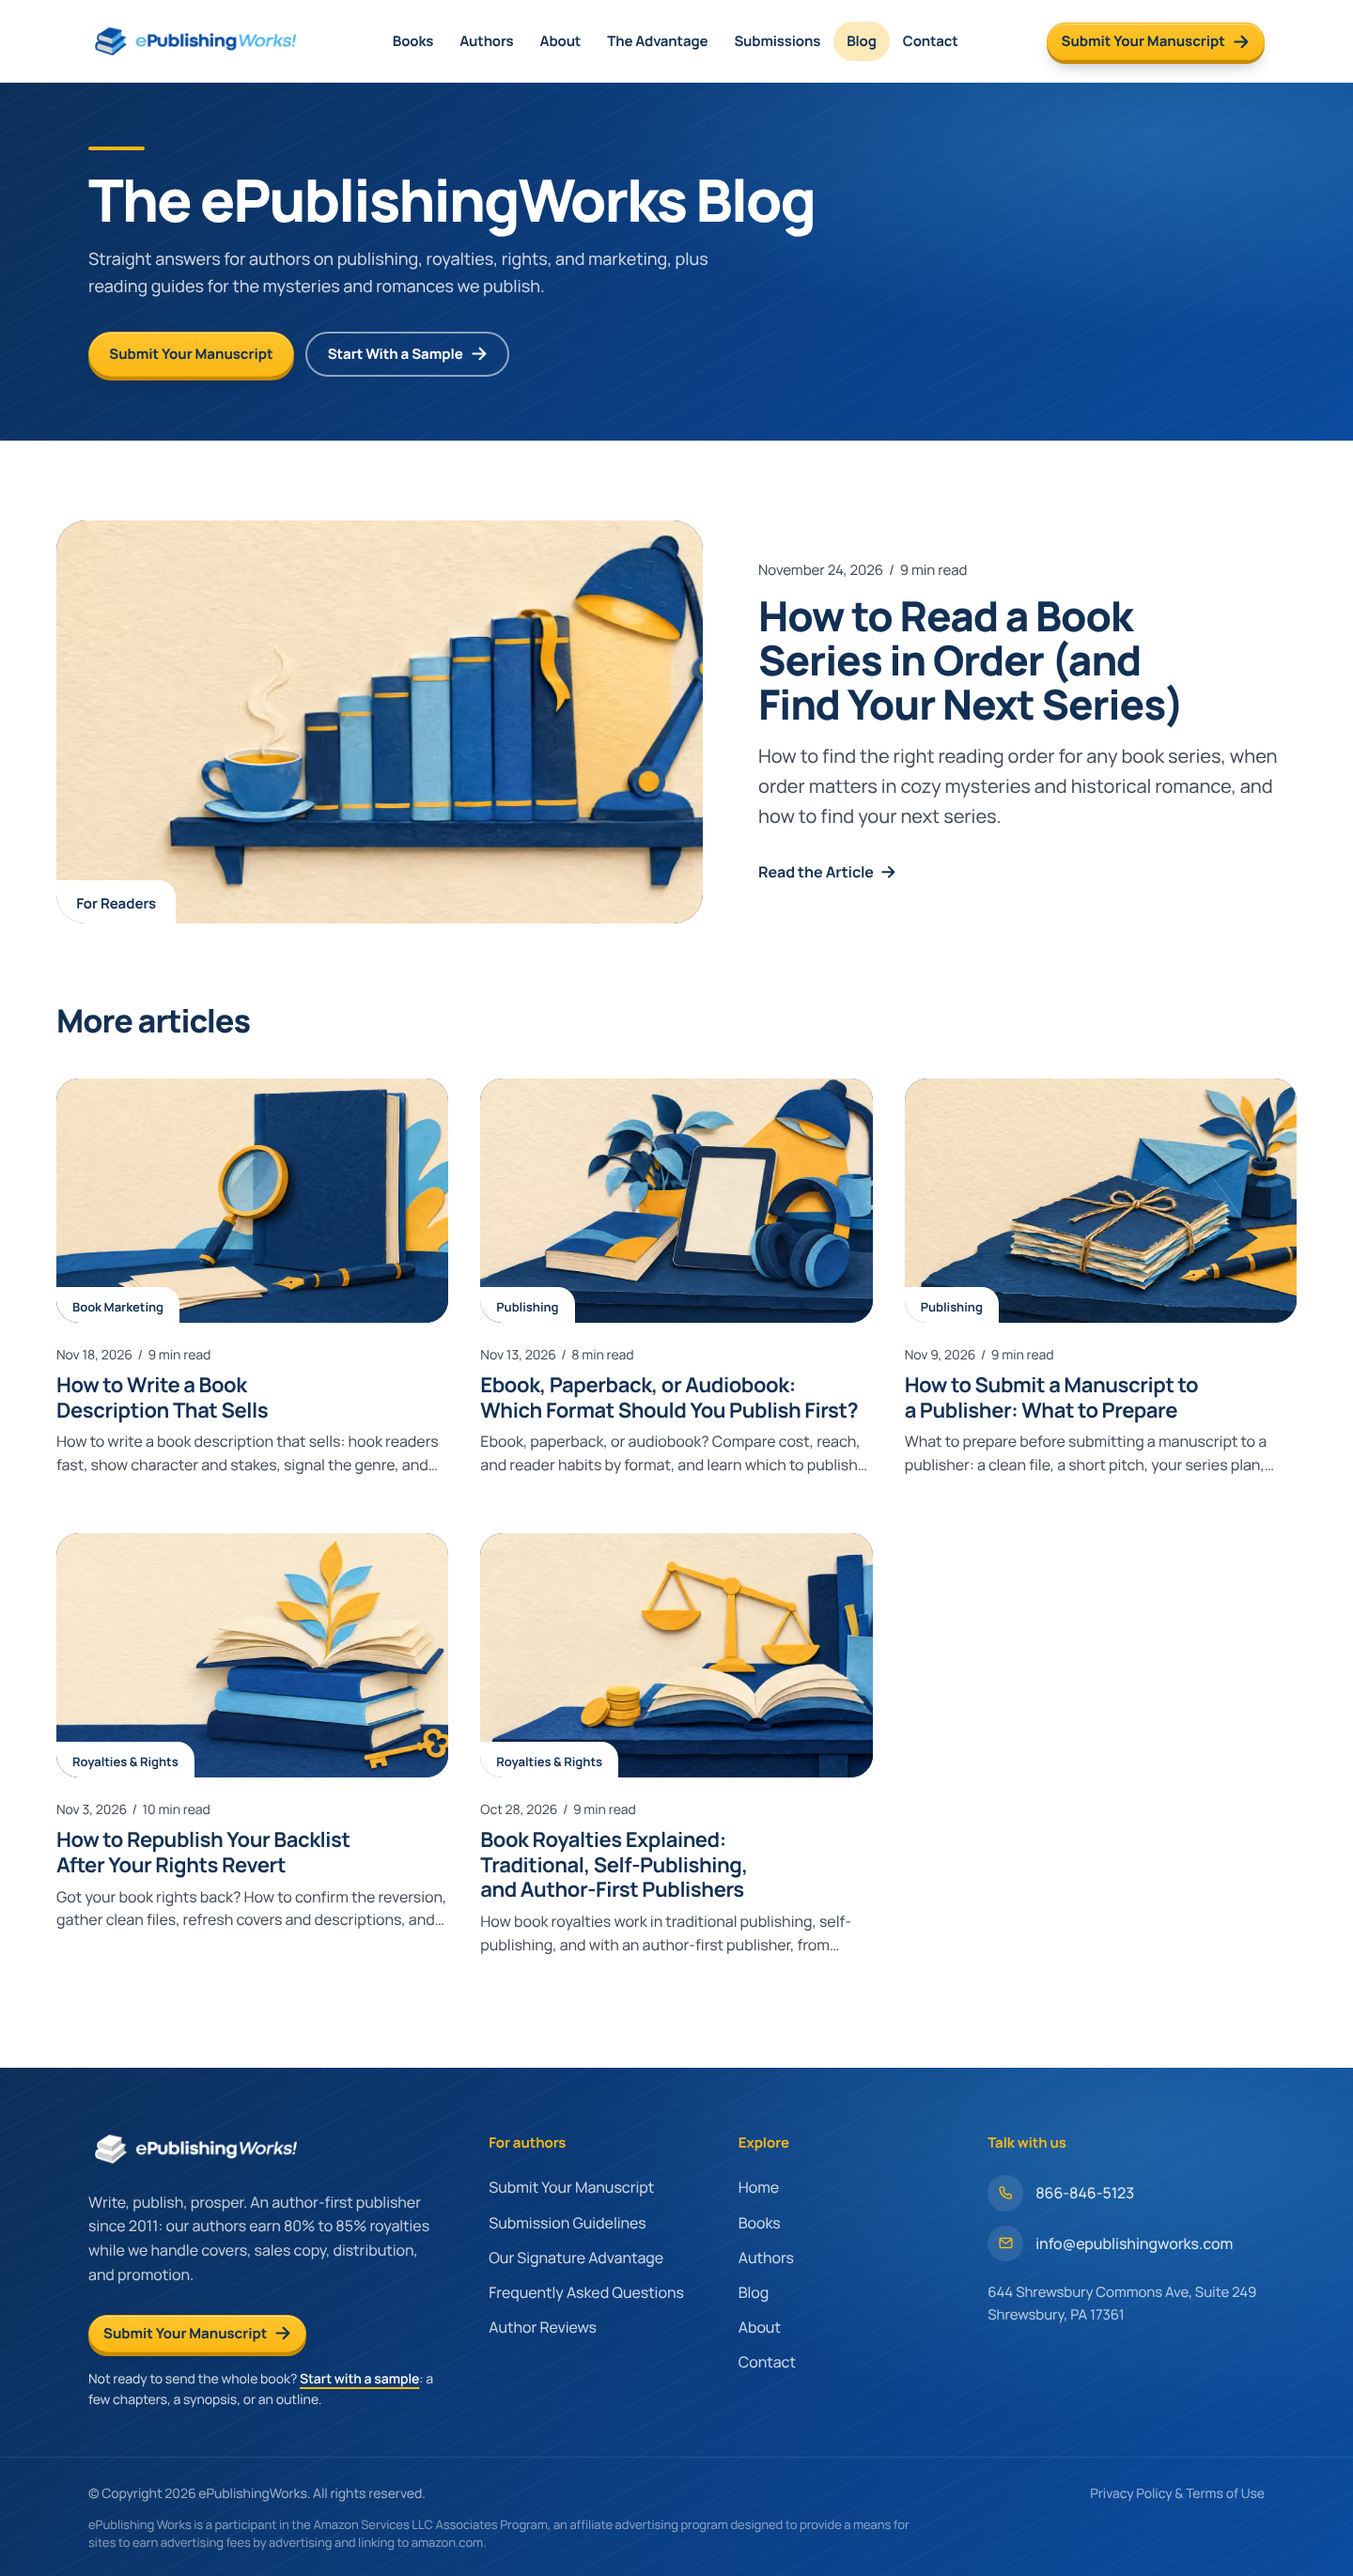 ePublishingWorks!
Books
Authors
About
The Advantage
Submissions
Blog
Contact
Submit Your Manuscript
The ePublishingWorks Blog
Straight answers for authors on publishing, royalties, rights, and marketing, plus
reading guides for the mysteries and romances we publish.
Submit Your Manuscript
Start With a Sample
For Readers
November 24, 2026 / 9 min read
How to Read a Book
Series in Order (and
Find Your Next Series)
How to find the right reading order for any book series, when
order matters in cozy mysteries and historical romance, and
how to find your next series.
Read the Article
More articles
Book Marketing
Nov 18, 2026 / 9 min read
How to Write a Book
Description That Sells
How to write a book description that sells: hook readers
fast, show character and stakes, signal the genre, and...
Publishing
Nov 13, 2026 / 8 min read
Ebook, Paperback, or Audiobook:
Which Format Should You Publish First?
Ebook, paperback, or audiobook? Compare cost, reach,
and reader habits by format, and learn which to publish...
Publishing
Nov 9, 2026 / 9 min read
How to Submit a Manuscript to
a Publisher: What to Prepare
What to prepare before submitting a manuscript to a
publisher: a clean file, a short pitch, your series plan,...
Royalties & Rights
Nov 3, 2026 / 10 min read
How to Republish Your Backlist
After Your Rights Revert
Got your book rights back? How to confirm the reversion,
gather clean files, refresh covers and descriptions, and...
Royalties & Rights
Oct 28, 2026 / 9 min read
Book Royalties Explained:
Traditional, Self-Publishing,
and Author-First Publishers
How book royalties work in traditional publishing, self-
publishing, and with an author-first publisher, from...
ePublishingWorks!
Write, publish, prosper. An author-first publisher
since 2011: our authors earn 80% to 85% royalties
while we handle covers, sales copy, distribution,
and promotion.
Submit Your Manuscript
Not ready to send the whole book? Start with a sample: a
few chapters, a synopsis, or an outline.
For authors
Submit Your Manuscript
Submission Guidelines
Our Signature Advantage
Frequently Asked Questions
Author Reviews
Explore
Home
Books
Authors
Blog
About
Contact
Talk with us
866-846-5123
info@epublishingworks.com
644 Shrewsbury Commons Ave, Suite 249
Shrewsbury, PA 17361
© Copyright 2026 ePublishingWorks. All rights reserved.
Privacy Policy & Terms of Use
ePublishing Works is a participant in the Amazon Services LLC Associates Program, an affiliate advertising program designed to provide a means for
sites to earn advertising fees by advertising and linking to amazon.com.